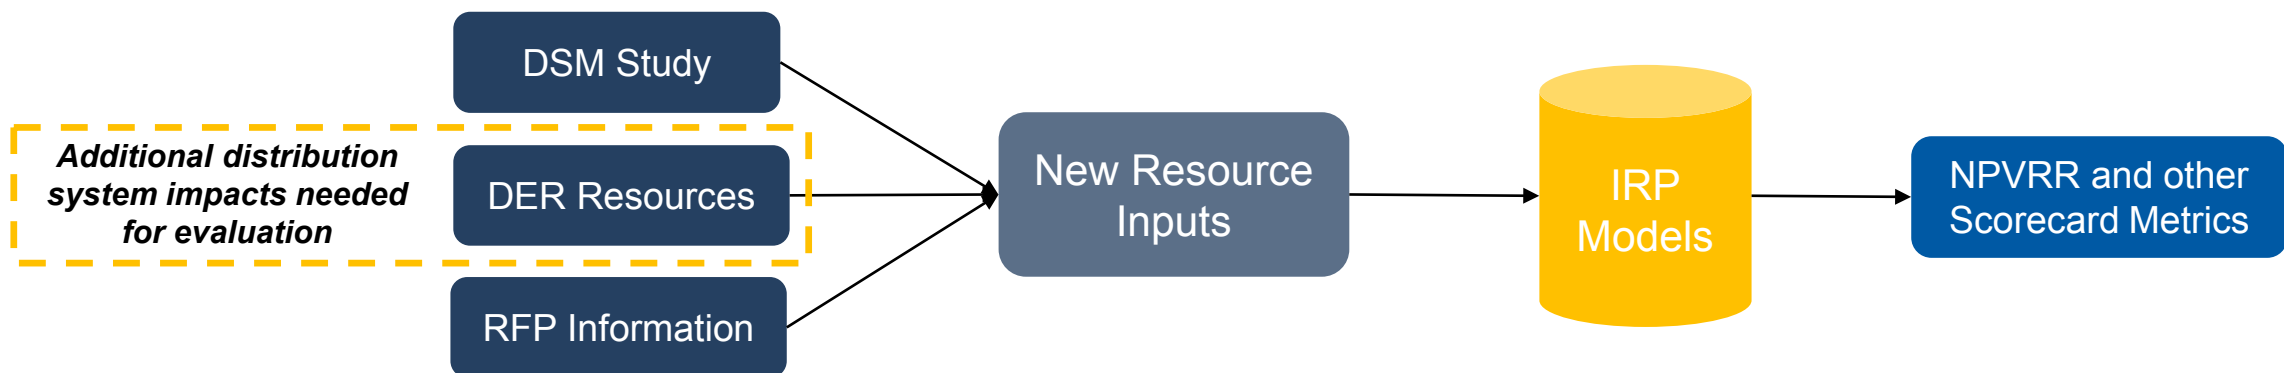 DSM Study
Additional distribution
system impacts needed
for evaluation
DER Resources
RFP Information
New Resource
Inputs
IRP
Models
NPVRR and other
Scorecard Metrics